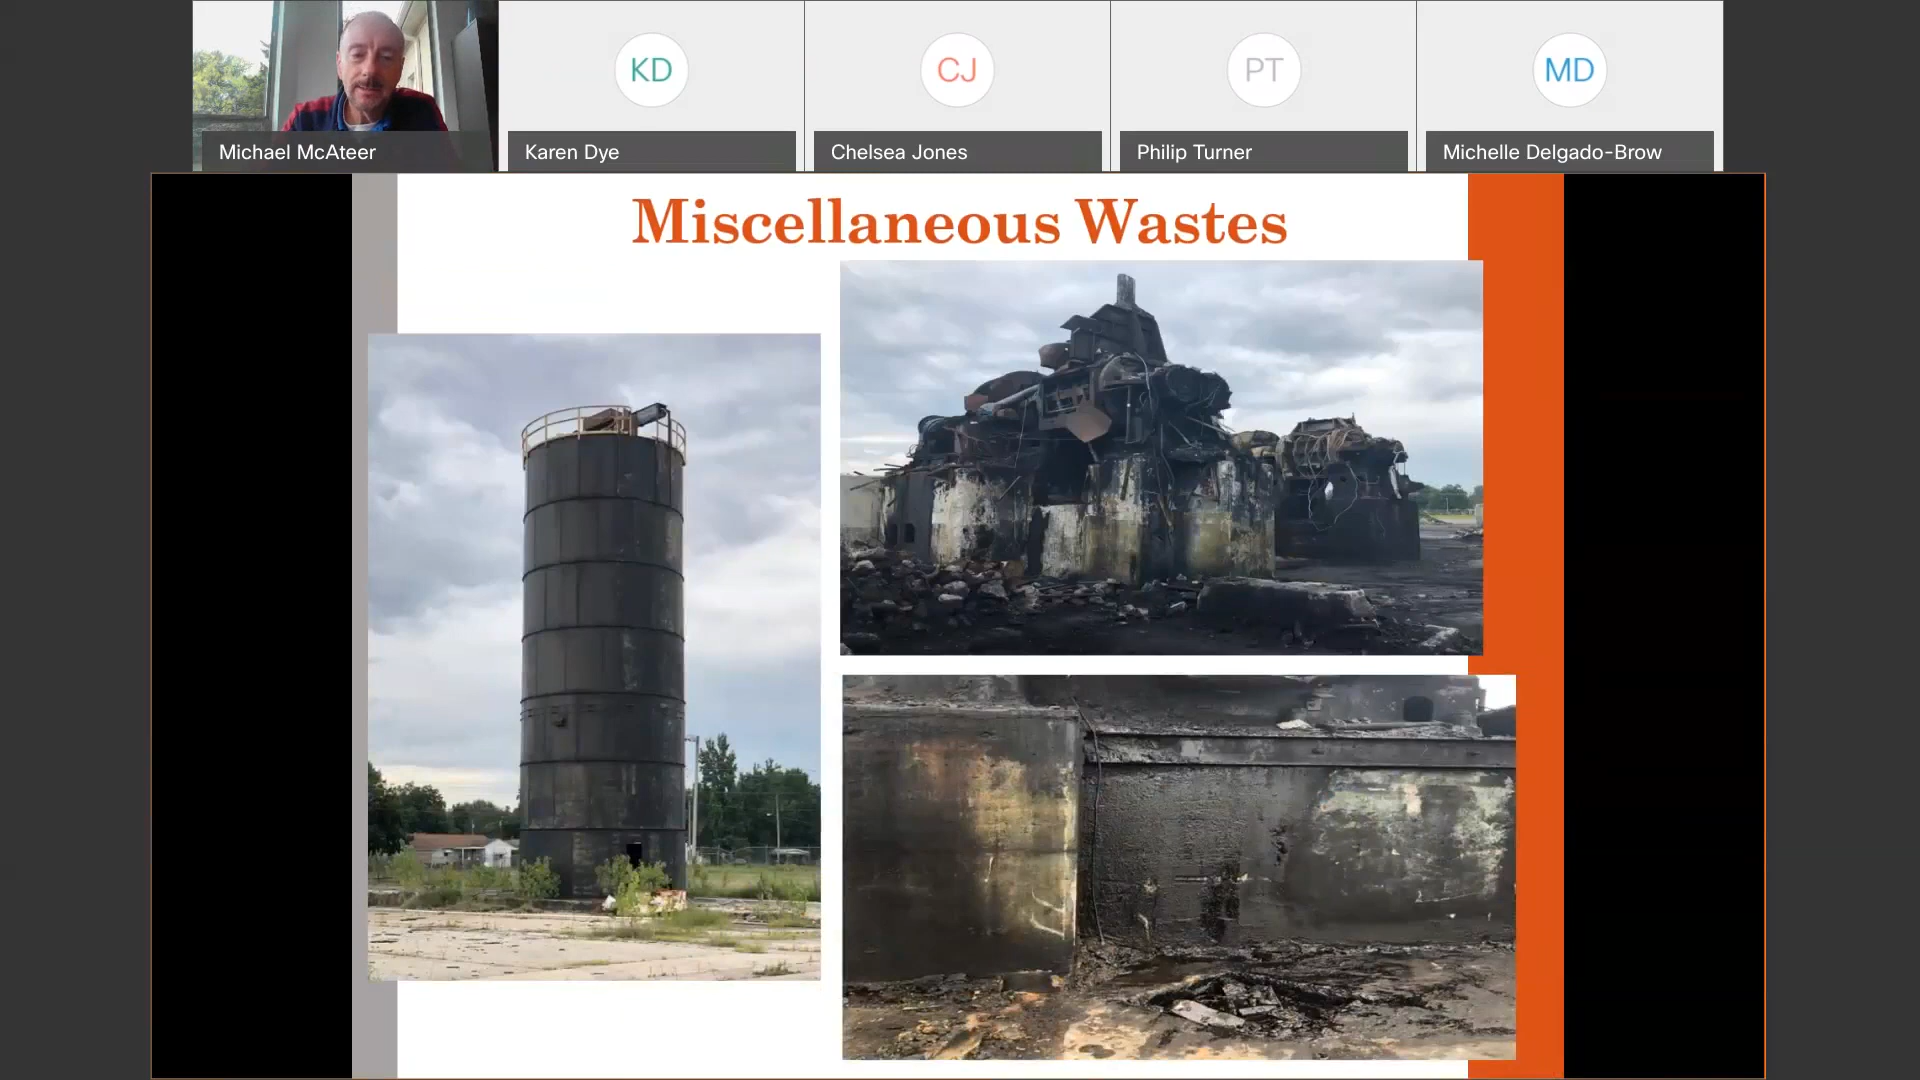 KD
CJ
PT
MD
Michael McAteer
Karen Dye
Chelsea Jones
Philip Turner
Michelle Delgado-Brow
Miscellaneous Wastes